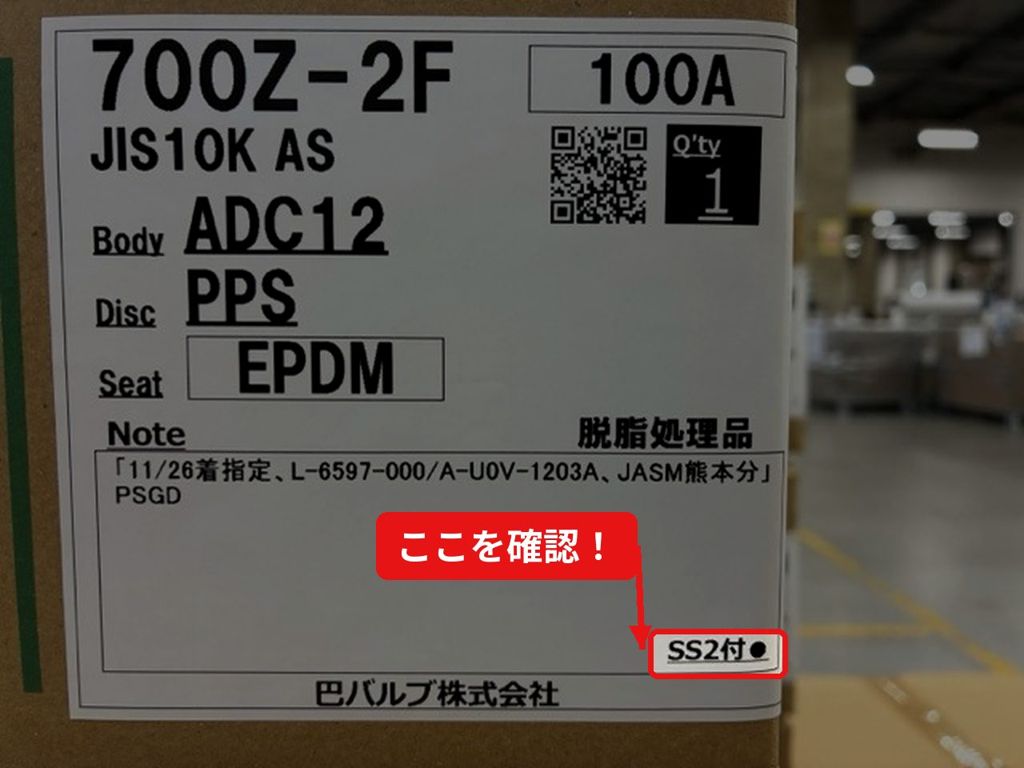 700Z-2F
100A
JIS10K AS
Q'ty
1
Body ADC12
Disc PPS
Seat EPDM
Note
脱脂処理品
「11/26着指定、L-6597-000/A-U0V-1203A、JASM熊本分」
PSGD
ここを確認！
SS2付●
巴バルブ株式会社